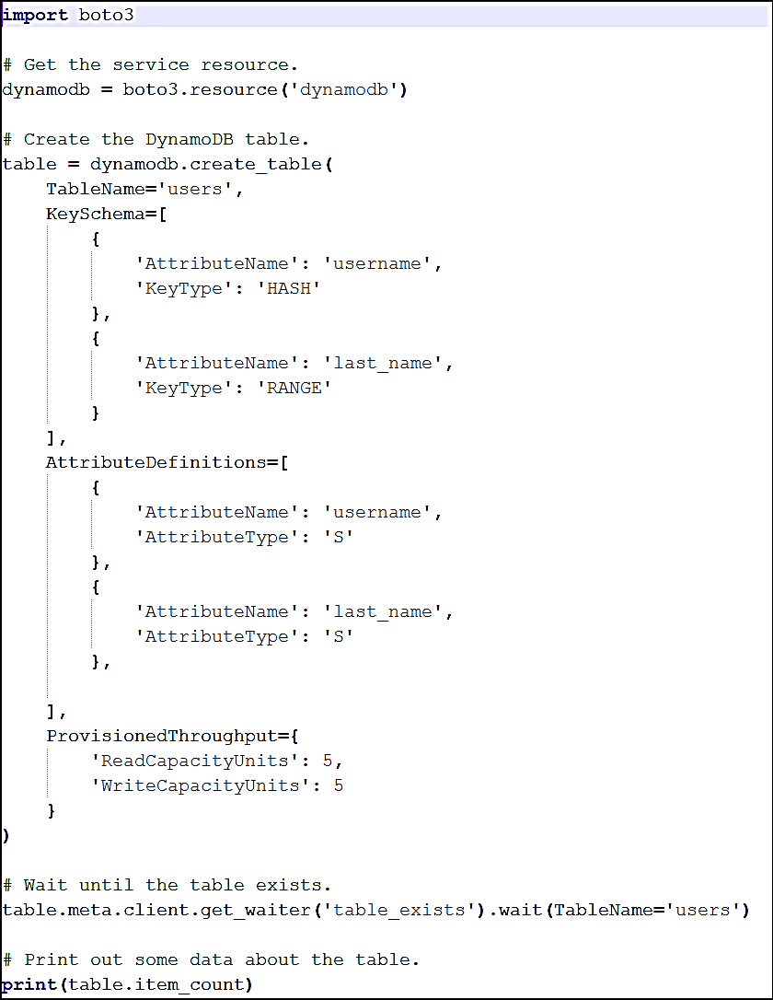 import boto3

# Get the service resource.
dynamodb = boto3.resource('dynamodb')

# Create the DynamoDB table.
table = dynamodb.create_table(
    TableName='users',
    KeySchema=[
        {
            'AttributeName': 'username',
            'KeyType': 'HASH'
        },
        {
            'AttributeName': 'last_name',
            'KeyType': 'RANGE'
        }
    ],
    AttributeDefinitions=[
        {
            'AttributeName': 'username',
            'AttributeType': 'S'
        },
        {
            'AttributeName': 'last_name',
            'AttributeType': 'S'
        },

    ],
    ProvisionedThroughput={
        'ReadCapacityUnits': 5,
        'WriteCapacityUnits': 5
    }
)

# Wait until the table exists.
table.meta.client.get_waiter('table_exists').wait(TableName='users')

# Print out some data about the table.
print(table.item_count)